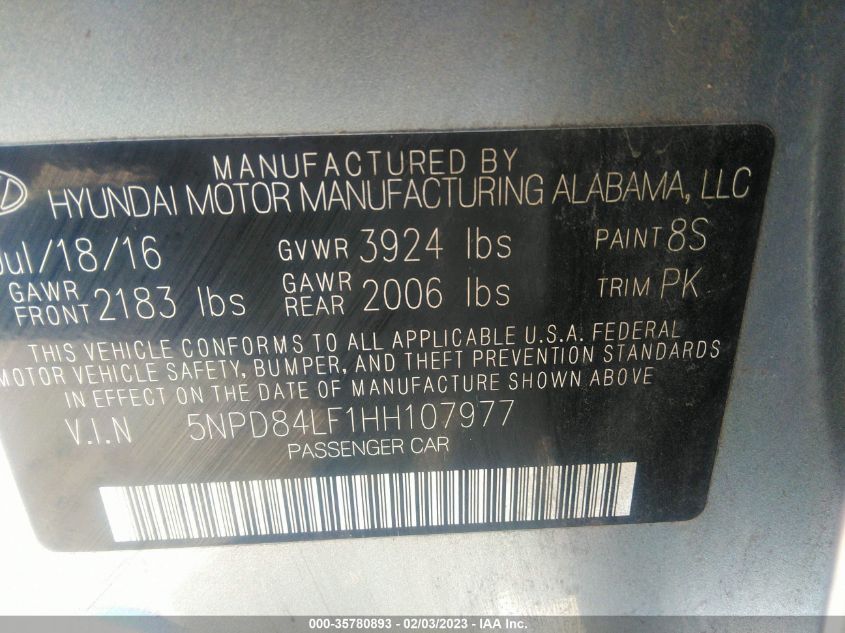 MANUFACTURED BY
HYUNDAI MOTOR MANUFACTURING ALABAMA, LLC
Jul/18/16 GVWR 3924 lbs PAINT 8S
GAWR FRONT 2183 lbs GAWR REAR 2006 lbs TRIM PK
THIS VEHICLE CONFORMS TO ALL APPLICABLE U.S.A. FEDERAL
MOTOR VEHICLE SAFETY, BUMPER, AND THEFT PREVENTION STANDARDS
IN EFFECT ON THE DATE OF MANUFACTURE SHOWN ABOVE
V.I.N 5NPD84LF1HH107977
PASSENGER CAR
000-35780893 - 02/03/2023 - IAA Inc.